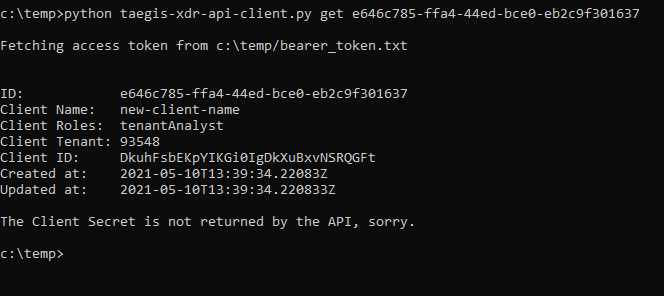 c:\temp>python taegis-xdr-api-client.py get e646c785-ffa4-44ed-bce0-eb2c9f301637
Fetching access token from c:\temp/bearer_token.txt
ID: e646c785-ffa4-44ed-bce0-eb2c9f301637
Client Name: new-client-name
Client Roles: tenantAnalyst
Client Tenant: 93548
Client ID: DkuhFsbEKpYIKGi0IgDkXuBxvNSRQGFt
Created at: 2021-05-10T13:39:34.22083Z
Updated at: 2021-05-10T13:39:34.220833Z
The Client Secret is not returned by the API, sorry.
c:\temp>